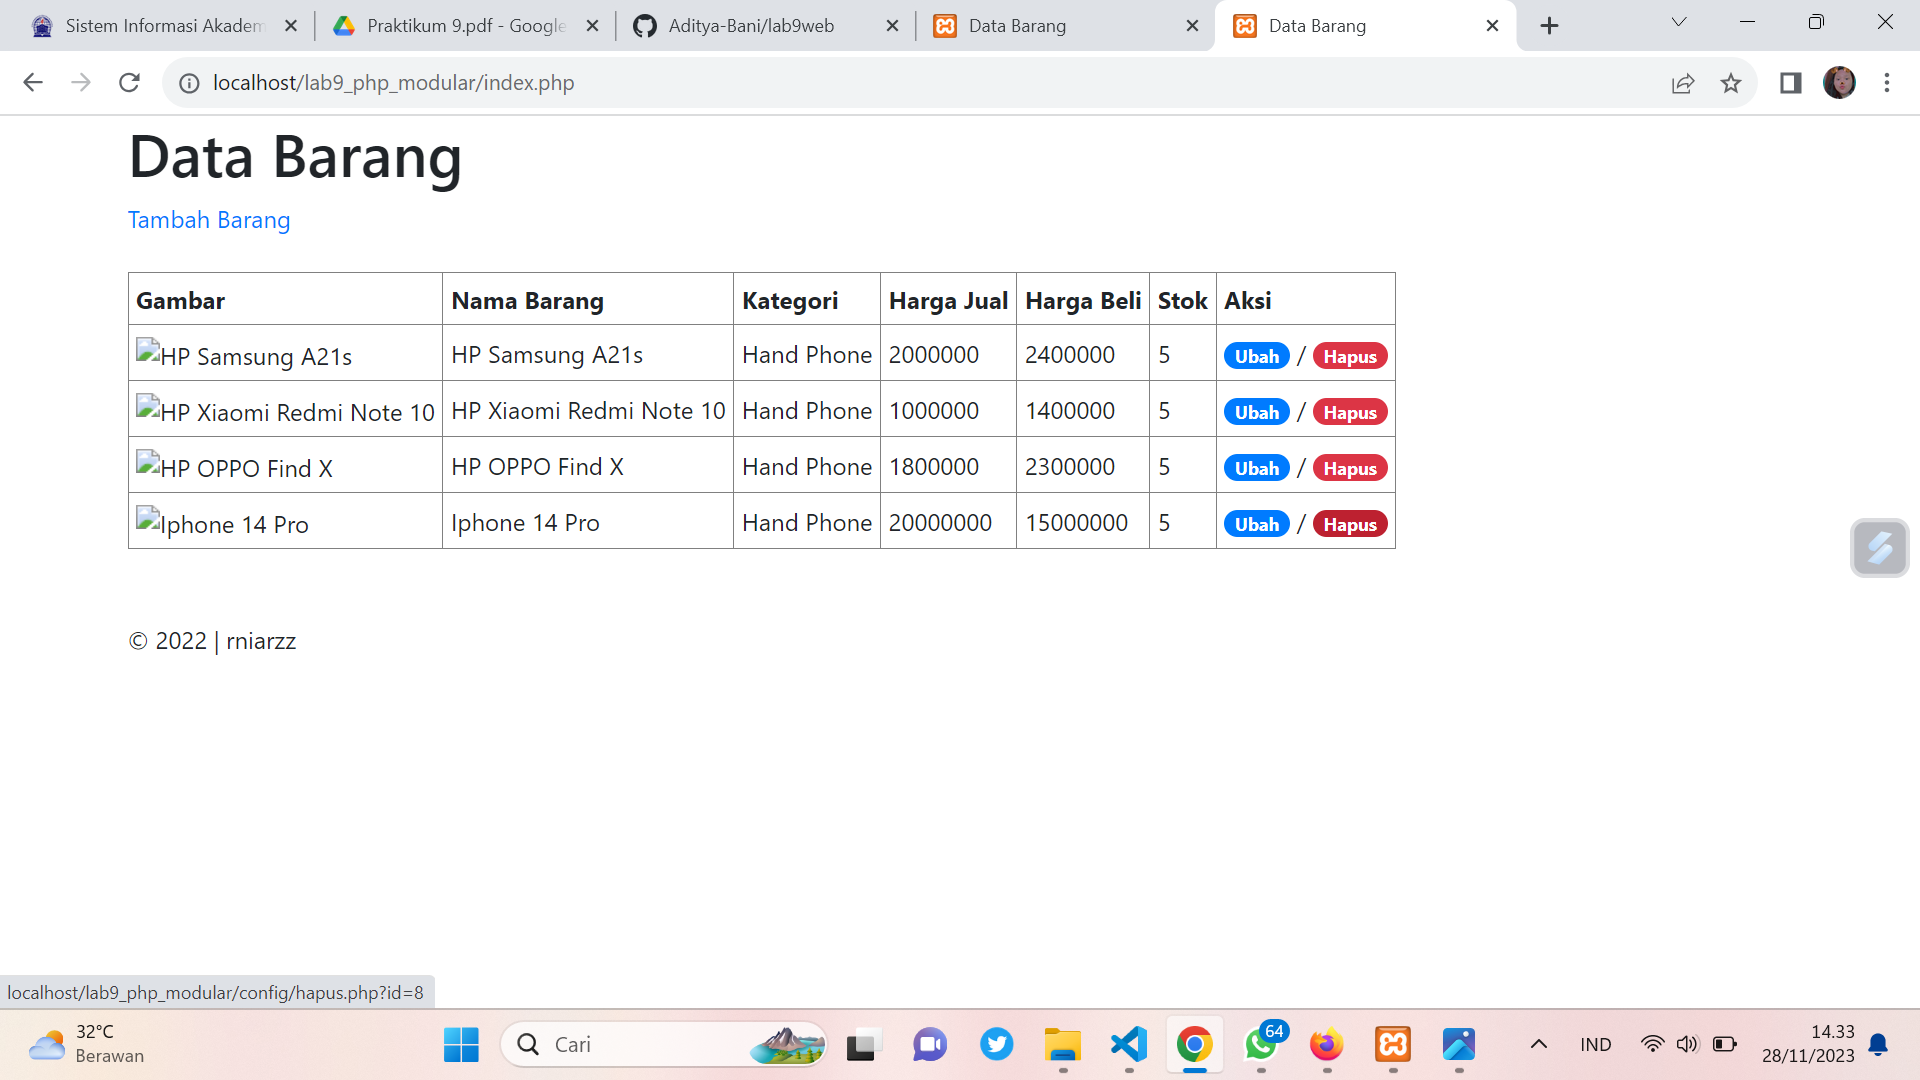 Sistem Informasi Akadem
Praktikum 9.pdf - Google
Aditya-Bani/lab9web
Data Barang
Data Barang
localhost/lab9_php_modular/index.php
Data Barang
Tambah Barang
Gambar Nama Barang Kategori Harga Jual Harga Beli Stok Aksi
HP Samsung A21s HP Samsung A21s Hand Phone 2000000 2400000 5 Ubah / Hapus
HP Xiaomi Redmi Note 10 HP Xiaomi Redmi Note 10 Hand Phone 1000000 1400000 5 Ubah / Hapus
HP OPPO Find X HP OPPO Find X Hand Phone 1800000 2300000 5 Ubah / Hapus
Iphone 14 Pro Iphone 14 Pro Hand Phone 20000000 15000000 5 Ubah / Hapus
© 2022 | rniarzz
localhost/lab9_php_modular/config/hapus.php?id=8
32°C
Berawan
Cari
64
IND
14.33
28/11/2023